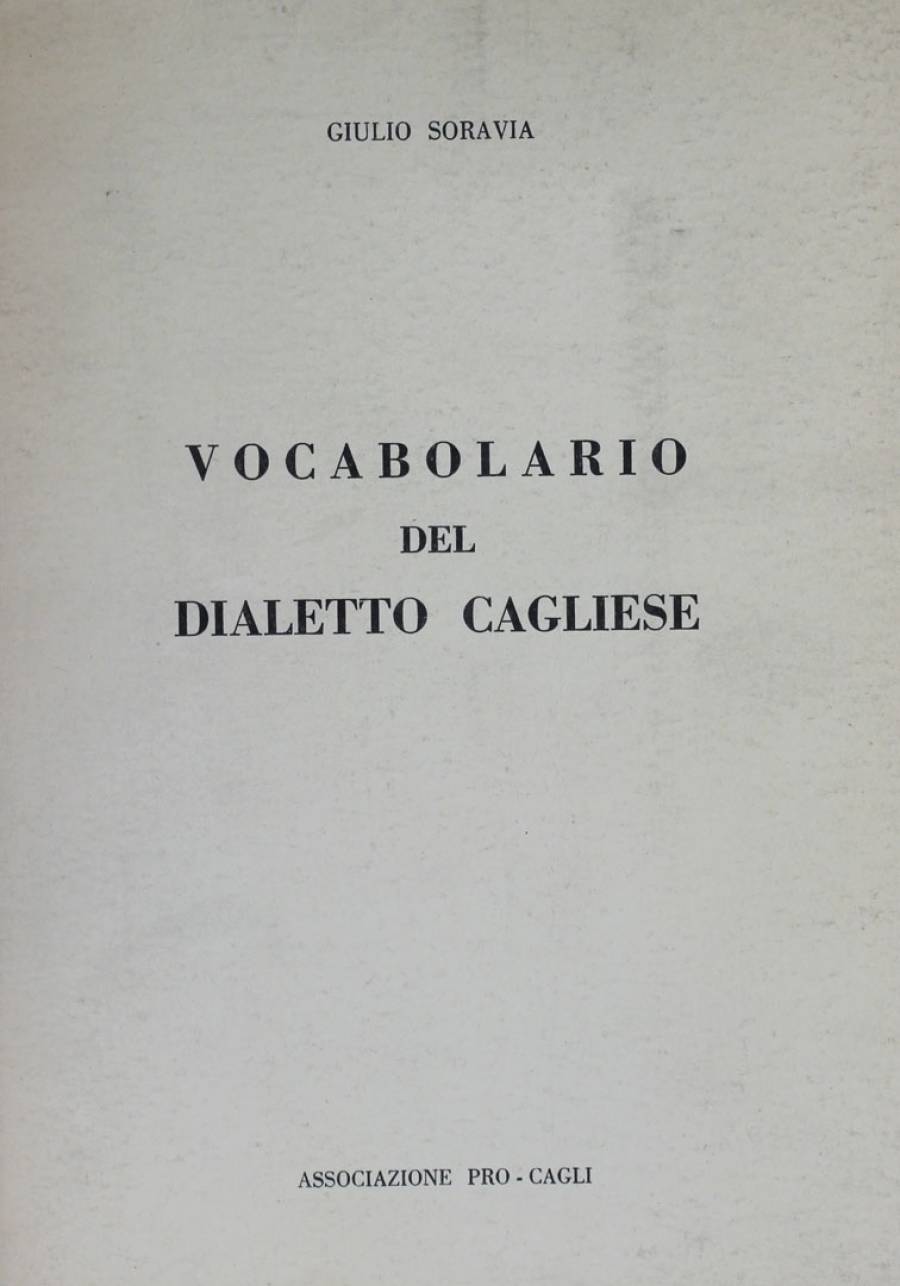 GIULIO SORAVIA
VOCABOLARIO
DEL
DIALETTO CAGLIESE
ASSOCIAZIONE PRO - CAGLI